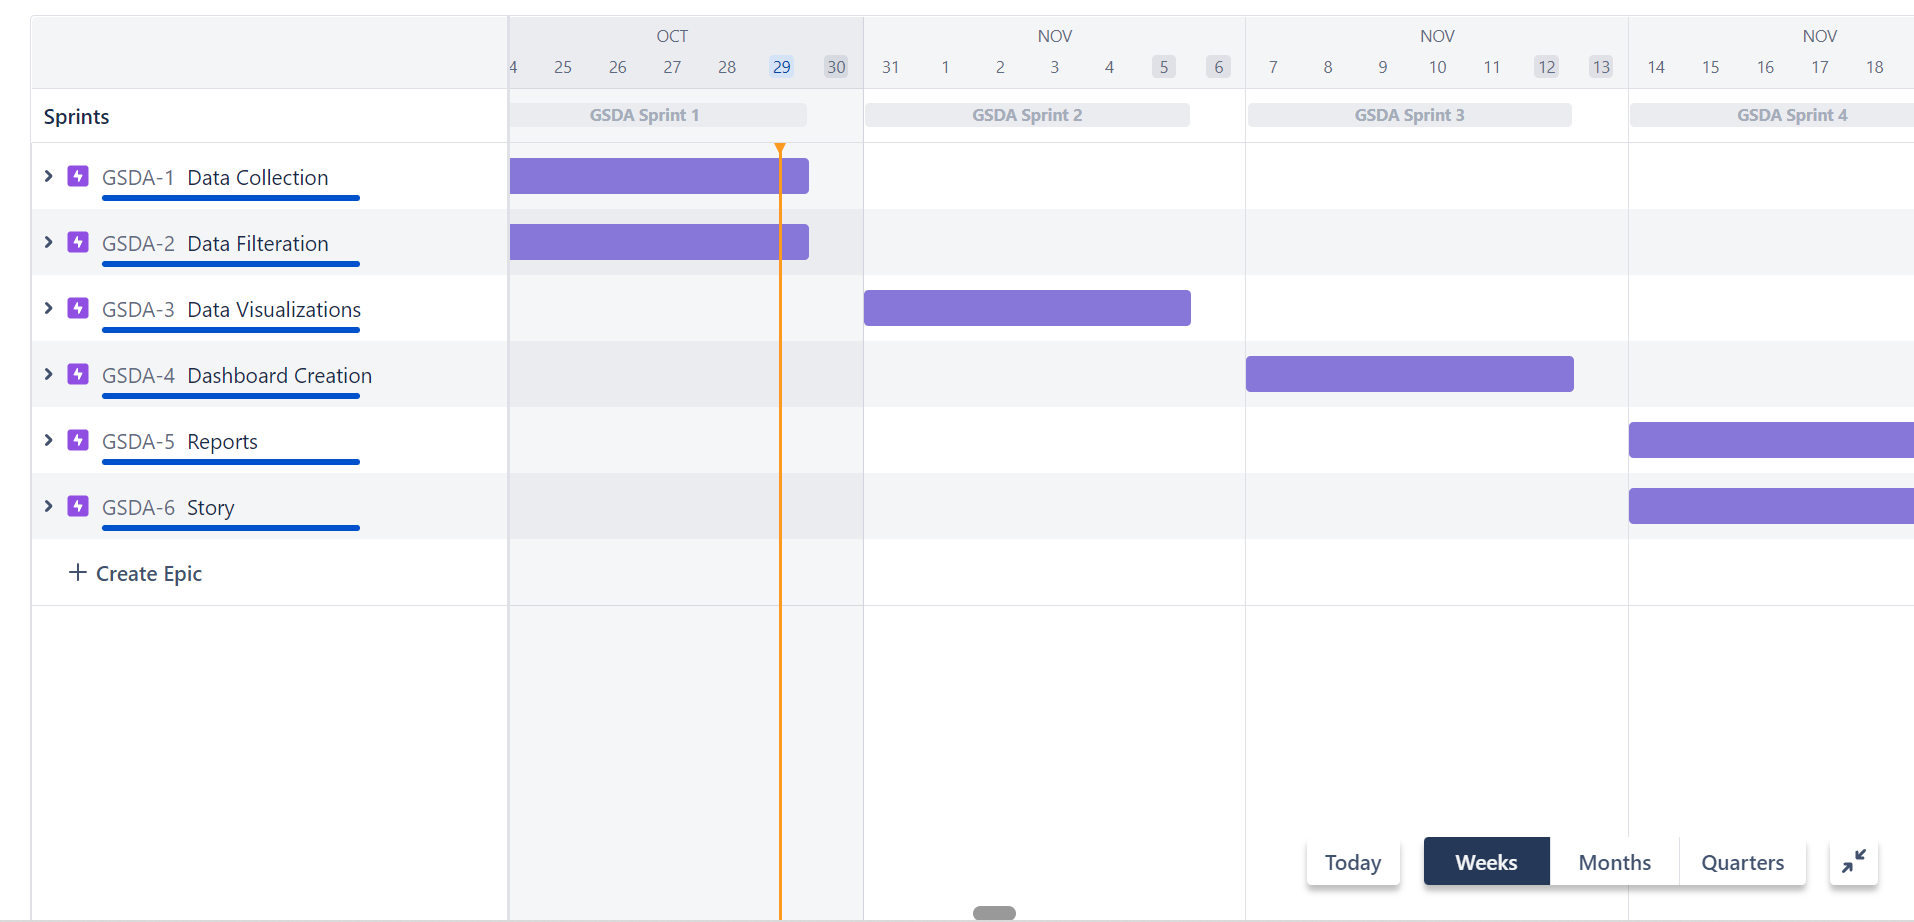 OCT NOV NOV NOV
4 25 26 27 28 29 30 31 1 2 3 4 5 6 7 8 9 10 11 12 13 14 15 16 17 18
Sprints GSDA Sprint 1 GSDA Sprint 2 GSDA Sprint 3 GSDA Sprint 4
GSDA-1 Data Collection
GSDA-2 Data Filteration
GSDA-3 Data Visualizations
GSDA-4 Dashboard Creation
GSDA-5 Reports
GSDA-6 Story
+ Create Epic
Today Weeks Months Quarters